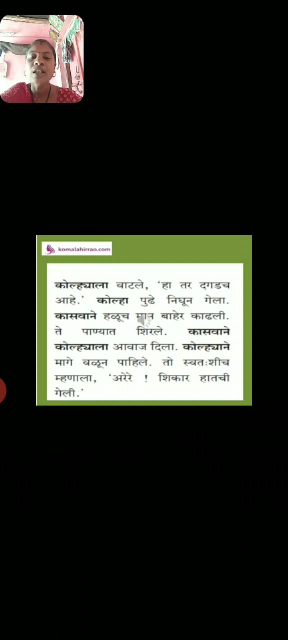 komalahirrao.com
कोल्ह्याला वाटले, 'हा तर दगडच
आहे.' कोल्हा पुढे निघून गेला.
कासवाने हळूच मान बाहेर काढली.
ते पाण्यात शिरले. कासवाने
कोल्ह्याला आवाज दिला. कोल्ह्याने
मागे वळून पाहिले. तो स्वतःशीच
म्हणाला, 'अरेरे ! शिकार हातची
गेली.'